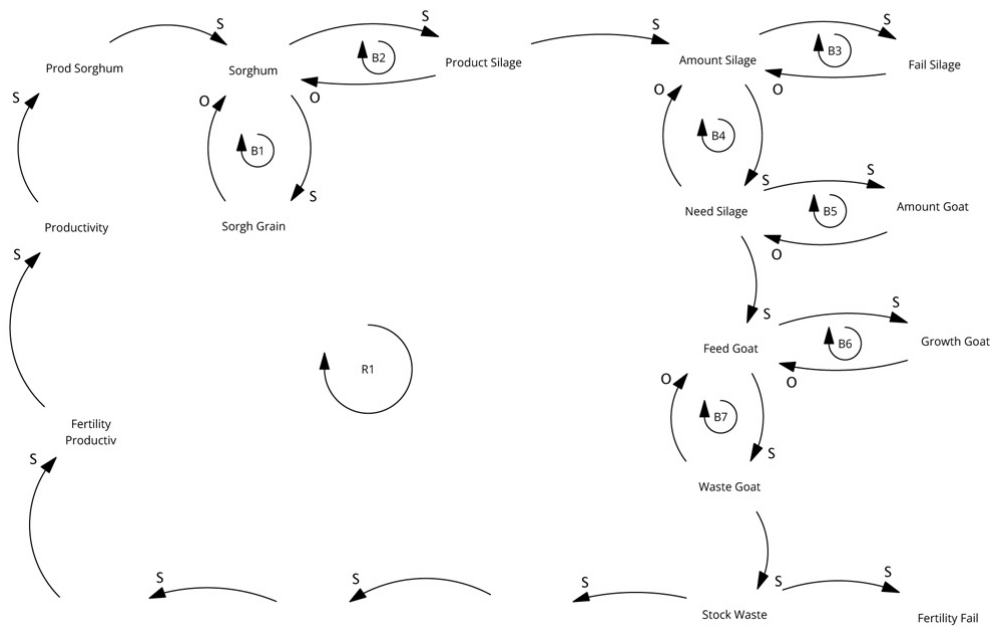 S
S
S
S
Prod Sorghum
Sorghum
B2
Product Silage
Amount Silage
B3
Fail Silage
S
O
O
O
O
B1
B4
S
S
S
Need Silage
B5
Amount Goat
Productivity
Sorgh Grain
S
O
S
S
Feed Goat
B6
Growth Goat
R1
O
O
B7
Fertility
Productiv
S
S
Waste Goat
S
S
S
S
S
Stock Waste
Fertility Fail